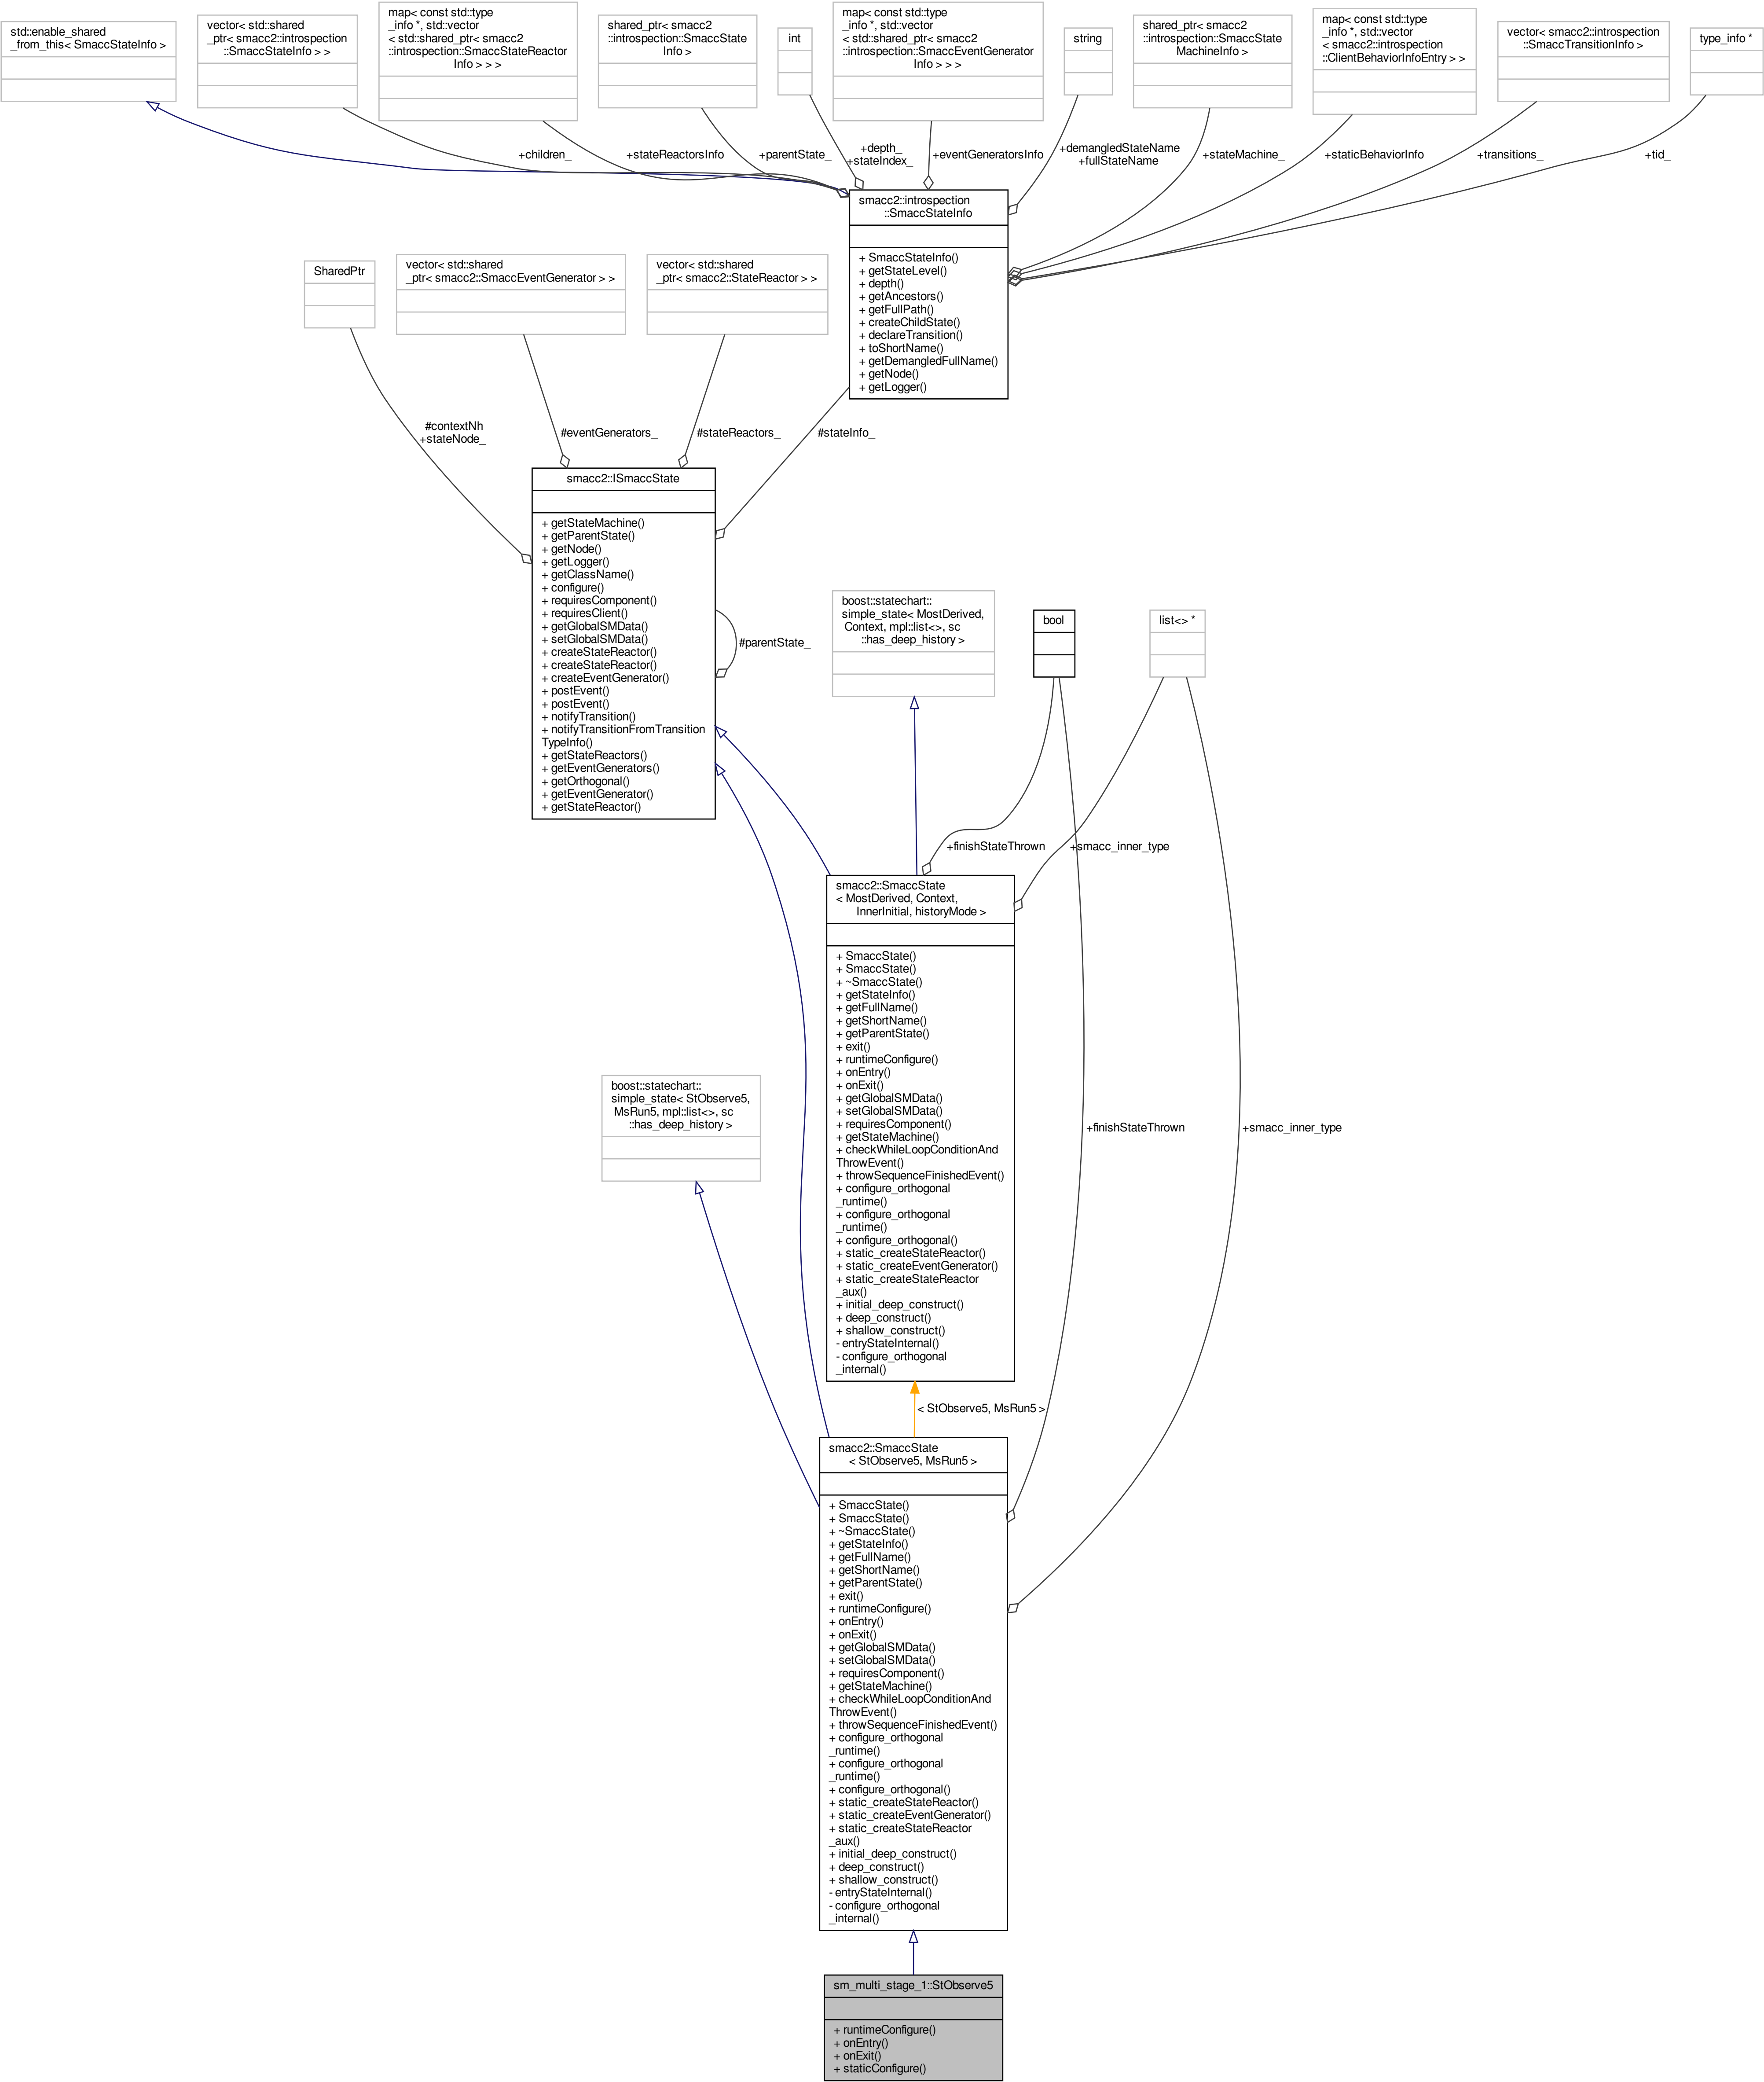 std::enable_shared
_from_this< SmaccStateInfo >
vector< std::shared
_ptr< smacc2::introspection
::SmaccStateInfo > >
map< const std::type
_info *, std::vector
< std::shared_ptr< smacc2
::introspection::SmaccStateReactor
Info > > >
shared_ptr< smacc2
::introspection::SmaccState
Info >
int
map< const std::type
_info *, std::vector
< std::shared_ptr< smacc2
::introspection::SmaccEventGenerator
Info > > >
string
shared_ptr< smacc2
::introspection::SmaccState
MachineInfo >
map< const std::type
_info *, std::vector
< smacc2::introspection
::ClientBehaviorInfoEntry > >
vector< smacc2::introspection
::SmaccTransitionInfo >
type_info *
+children_
+stateReactorsInfo
+parentState_
+depth_
+stateIndex_
+eventGeneratorsInfo
+demangledStateName
+fullStateName
+stateMachine_
+staticBehaviorInfo
+transitions_
+tid_
smacc2::introspection
::SmaccStateInfo
+ SmaccStateInfo()
+ getStateLevel()
+ depth()
+ getAncestors()
+ getFullPath()
+ createChildState()
+ declareTransition()
+ toShortName()
+ getDemangledFullName()
+ getNode()
+ getLogger()
SharedPtr
vector< std::shared
_ptr< smacc2::SmaccEventGenerator > >
vector< std::shared
_ptr< smacc2::StateReactor > >
#contextNh
+stateNode_
#eventGenerators_
#stateReactors_
#stateInfo_
smacc2::ISmaccState
+ getStateMachine()
+ getParentState()
+ getNode()
+ getLogger()
+ getClassName()
+ configure()
+ requiresComponent()
+ requiresClient()
+ getGlobalSMData()
+ setGlobalSMData()
+ createStateReactor()
+ createStateReactor()
+ createEventGenerator()
+ postEvent()
+ postEvent()
+ notifyTransition()
+ notifyTransitionFromTransition
TypeInfo()
+ getStateReactors()
+ getEventGenerators()
+ getOrthogonal()
+ getEventGenerator()
+ getStateReactor()
#parentState_
boost::statechart::
simple_state< MostDerived,
Context, mpl::list<>, sc
::has_deep_history >
bool
list<> *
+finishStateThrown
+smacc_inner_type
smacc2::SmaccState
< MostDerived, Context,
InnerInitial, historyMode >
+ SmaccState()
+ SmaccState()
+ ~SmaccState()
+ getStateInfo()
+ getFullName()
+ getShortName()
+ getParentState()
+ exit()
+ runtimeConfigure()
+ onEntry()
+ onExit()
+ getGlobalSMData()
+ setGlobalSMData()
+ requiresComponent()
+ getStateMachine()
+ checkWhileLoopConditionAnd
ThrowEvent()
+ throwSequenceFinishedEvent()
+ configure_orthogonal
_runtime()
+ configure_orthogonal
_runtime()
+ configure_orthogonal()
+ static_createStateReactor()
+ static_createEventGenerator()
+ static_createStateReactor
_aux()
+ initial_deep_construct()
+ deep_construct()
+ shallow_construct()
- entryStateInternal()
- configure_orthogonal
_internal()
boost::statechart::
simple_state< StObserve5,
MsRun5, mpl::list<>, sc
::has_deep_history >
+finishStateThrown
+smacc_inner_type
< StObserve5, MsRun5 >
smacc2::SmaccState
< StObserve5, MsRun5 >
+ SmaccState()
+ SmaccState()
+ ~SmaccState()
+ getStateInfo()
+ getFullName()
+ getShortName()
+ getParentState()
+ exit()
+ runtimeConfigure()
+ onEntry()
+ onExit()
+ getGlobalSMData()
+ setGlobalSMData()
+ requiresComponent()
+ getStateMachine()
+ checkWhileLoopConditionAnd
ThrowEvent()
+ throwSequenceFinishedEvent()
+ configure_orthogonal
_runtime()
+ configure_orthogonal
_runtime()
+ configure_orthogonal()
+ static_createStateReactor()
+ static_createEventGenerator()
+ static_createStateReactor
_aux()
+ initial_deep_construct()
+ deep_construct()
+ shallow_construct()
- entryStateInternal()
- configure_orthogonal
_internal()
sm_multi_stage_1::StObserve5
+ runtimeConfigure()
+ onEntry()
+ onExit()
+ staticConfigure()